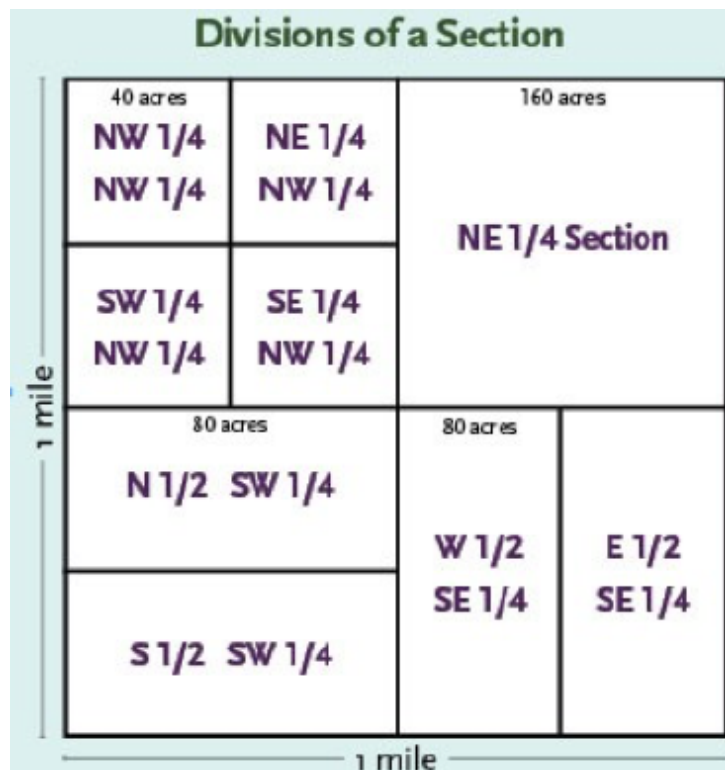 Divisions of a Section
40 acres
NW 1/4
NW 1/4
NE 1/4
NW 1/4
160 acres
NE 1/4 Section
SW 1/4
NW 1/4
SE 1/4
NW 1/4
1 mile
80 acres
N 1/2 SW 1/4
S 1/2 SW 1/4
80 acres
W 1/2
SE 1/4
E 1/2
SE 1/4
1 mile